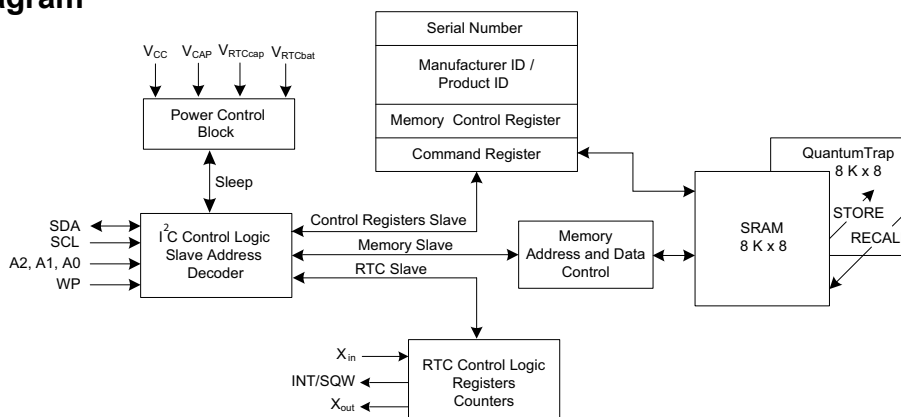 agram
Serial Number
Manufacturer ID /
Product ID
Memory Control Register
Command Register
VCC VCAP VRTCcap VRTCbat
Power Control
Block
Sleep
QuantumTrap
8 K x 8
SRAM
8 K x 8
STORE
RECAL
SDA
SCL
A2, A1, A0
WP
I2C Control Logic
Slave Address
Decoder
Control Registers Slave
Memory Slave
RTC Slave
Memory
Address and Data
Control
Xin
INT/SQW
Xout
RTC Control Logic
Registers
Counters